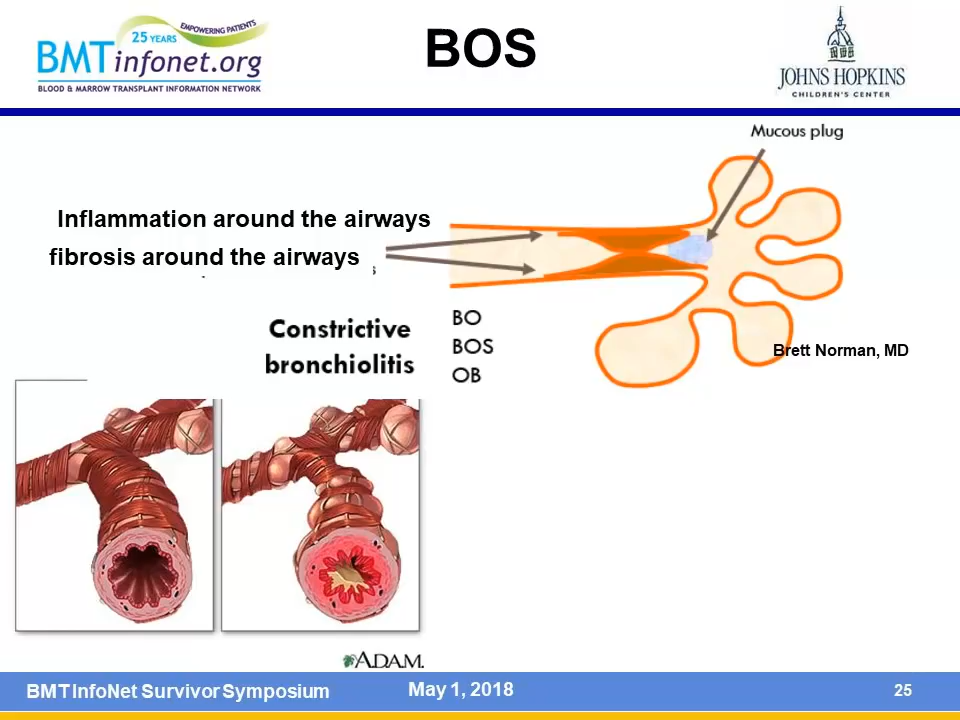 EMPOWERING PATIENTS
25 YEARS
BMTinfonet.org
BLOOD & MARROW TRANSPLANT INFORMATION NETWORK
BOS
JOHNS HOPKINS
CHILDREN'S CENTER
Mucous plug
Inflammation around the airways
fibrosis around the airways
s
Constrictive
bronchiolitis
BO
BOS
OB
Brett Norman, MD
ADAM.
BMT InfoNet Survivor Symposium
May 1, 2018
25